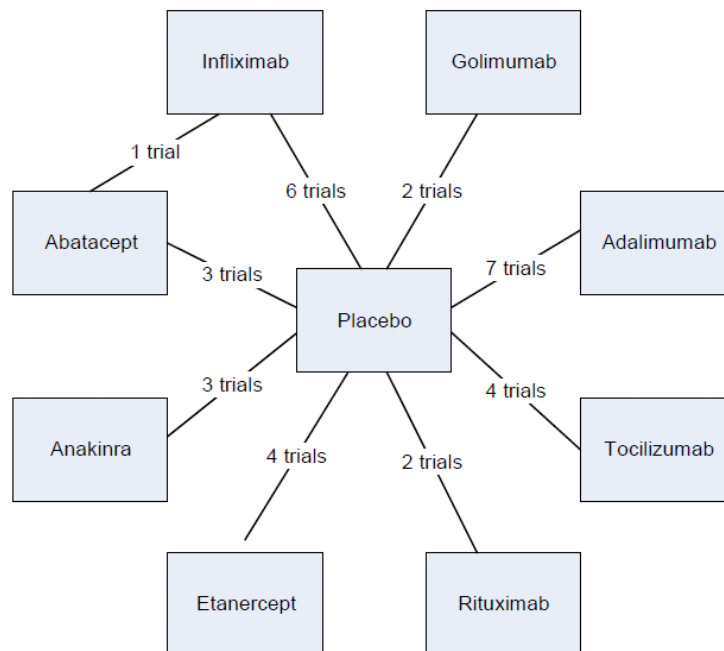 Infliximab
Golimumab
1 trial
6 trials
2 trials
Abatacept
Adalimumab
3 trials
7 trials
Placebo
3 trials
4 trials
Anakinra
Tocilizumab
4 trials
2 trials
Etanercept
Rituximab